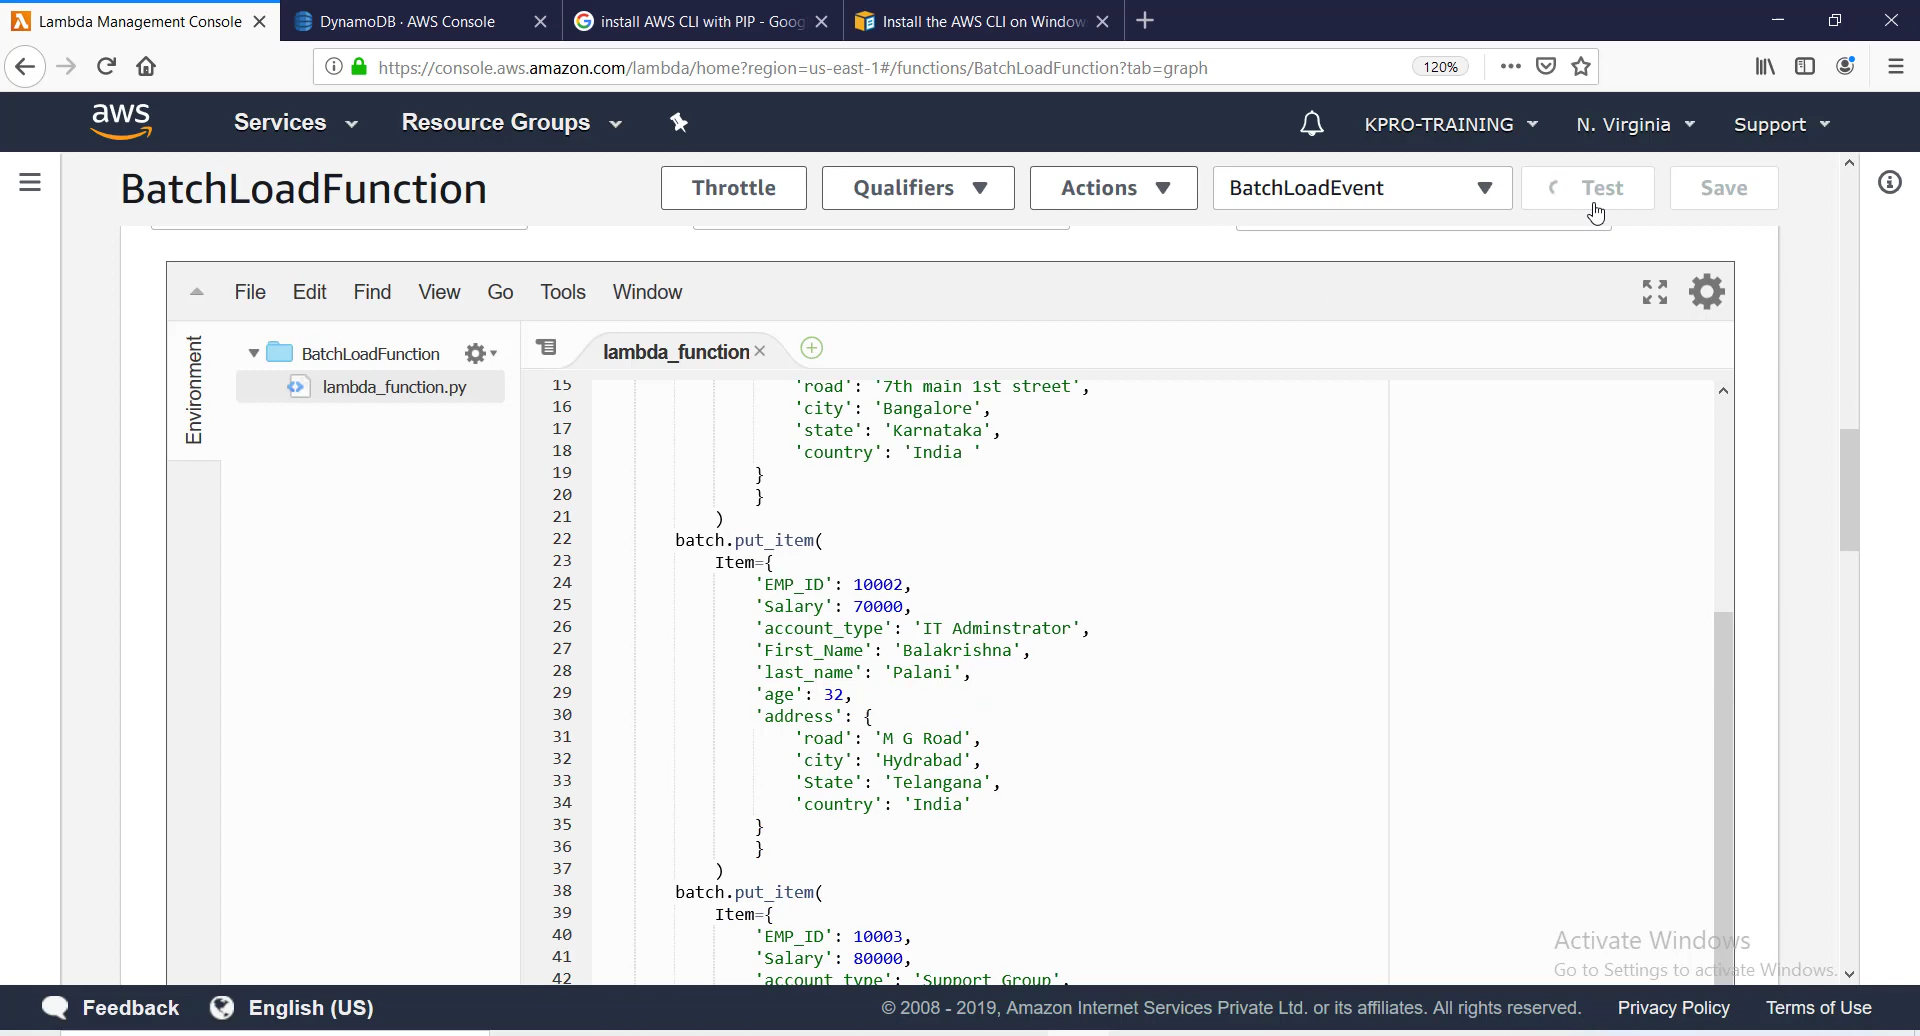 Lambda Management Console
DynamoDB · AWS Console
install AWS CLI with PIP - Goog
Install the AWS CLI on Window
https://console.aws.amazon.com/lambda/home?region=us-east-1#/functions/BatchLoadFunction?tab=graph
120%
aws
Services
Resource Groups
KPRO-TRAINING
N. Virginia
Support
BatchLoadFunction
Throttle
Qualifiers
Actions
BatchLoadEvent
Test
Save
File Edit Find View Go Tools Window
Environment
BatchLoadFunction
lambda_function.py
lambda_function
15 'road': '7th main 1st street',
16 'city': 'Bangalore',
17 'state': 'Karnataka',
18 'country': 'India '
19 }
20 }
21 )
22 batch.put_item(
23 Item={
24 'EMP_ID': 10002,
25 'Salary': 70000,
26 'account_type': 'IT Adminstrator',
27 'First_Name': 'Balakrishna',
28 'last_name': 'Palani',
29 'age': 32,
30 'address': {
31 'road': 'M G Road',
32 'city': 'Hydrabad',
33 'State': 'Telangana',
34 'country': 'India'
35 }
36 }
37 )
38 batch.put_item(
39 Item={
40 'EMP_ID': 10003,
41 'Salary': 80000,
42 'account_type': 'Support Group',
Activate Windows
Go to Settings to activate Windows.
Feedback
English (US)
© 2008 - 2019, Amazon Internet Services Private Ltd. or its affiliates. All rights reserved.
Privacy Policy
Terms of Use